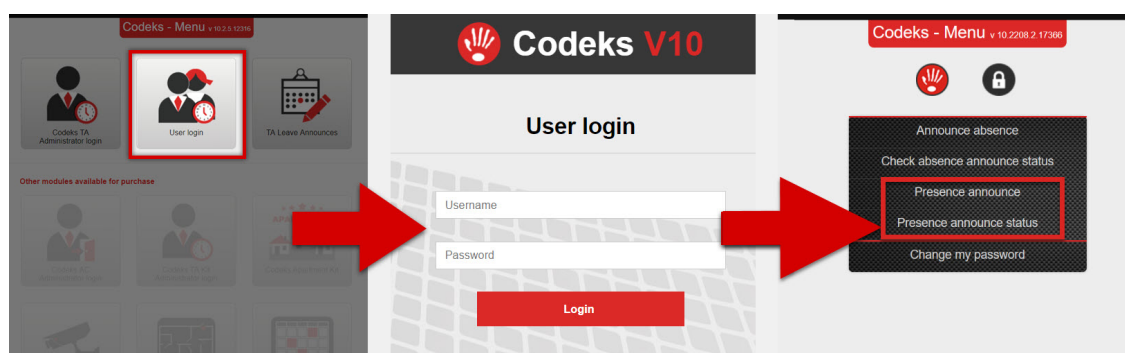 Codeks - Menu v 10.2.5.12316
Codeks TA
Administrator login
User login
TA Leave Announces
Other modules available for purchase
Codeks V10
User login
Username
Password
Login
Codeks - Menu v 10.2208.2.17366
Announce absence
Check absence announce status
Presence announce
Presence announce status
Change my password